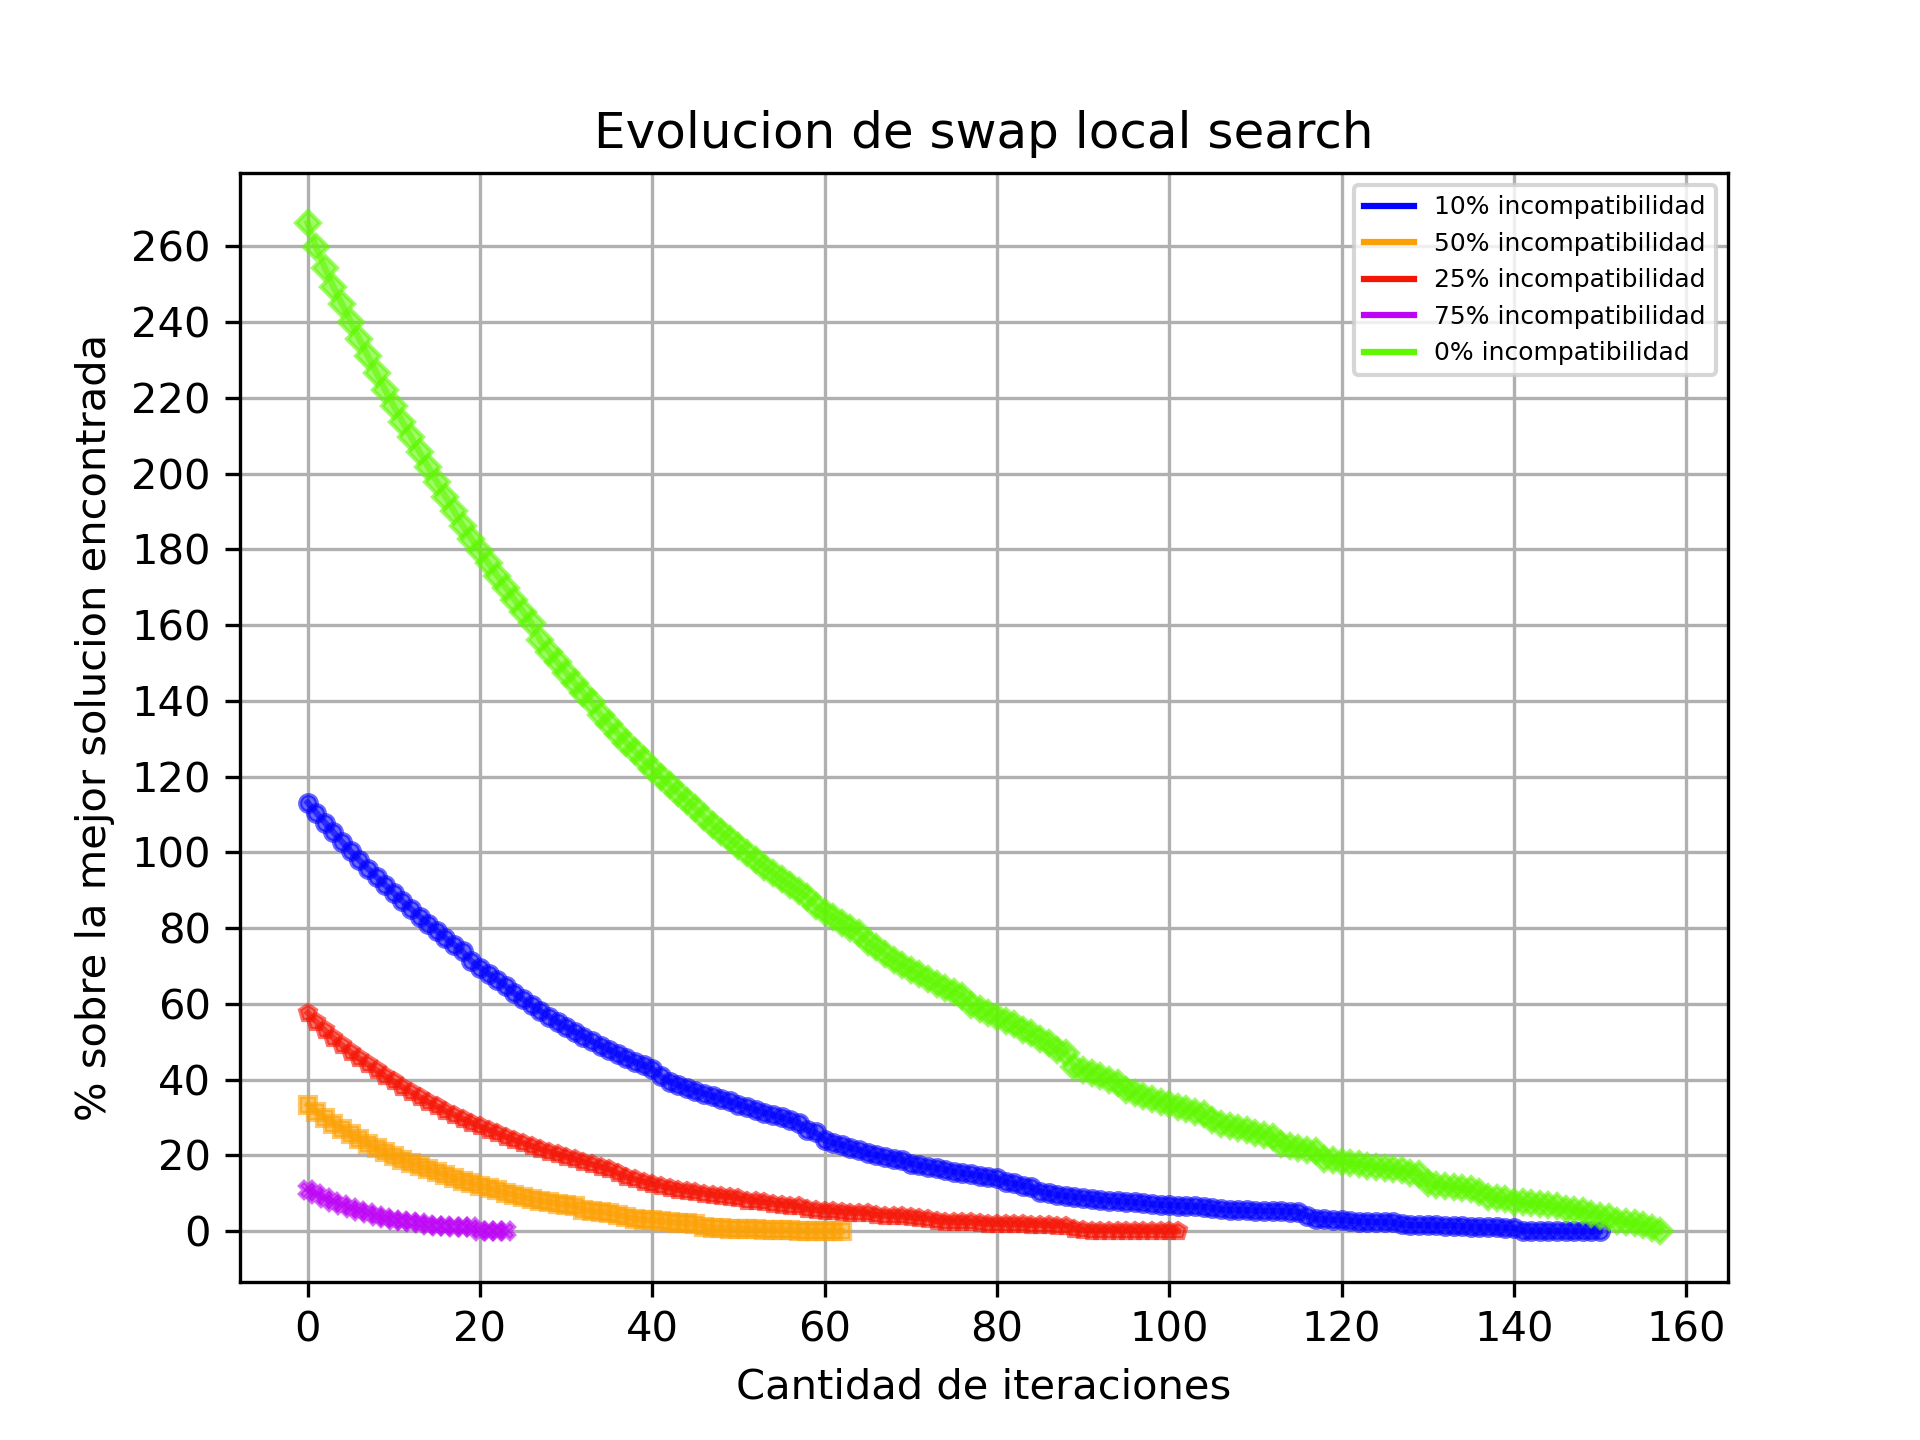 Evolucion de swap local search
10% incompatibilidad
50% incompatibilidad
25% incompatibilidad
75% incompatibilidad
0% incompatibilidad
% sobre la mejor solucion encontrada
260
240
220
200
180
160
140
120
100
80
60
40
20
0
0 20 40 60 80 100 120 140 160
Cantidad de iteraciones